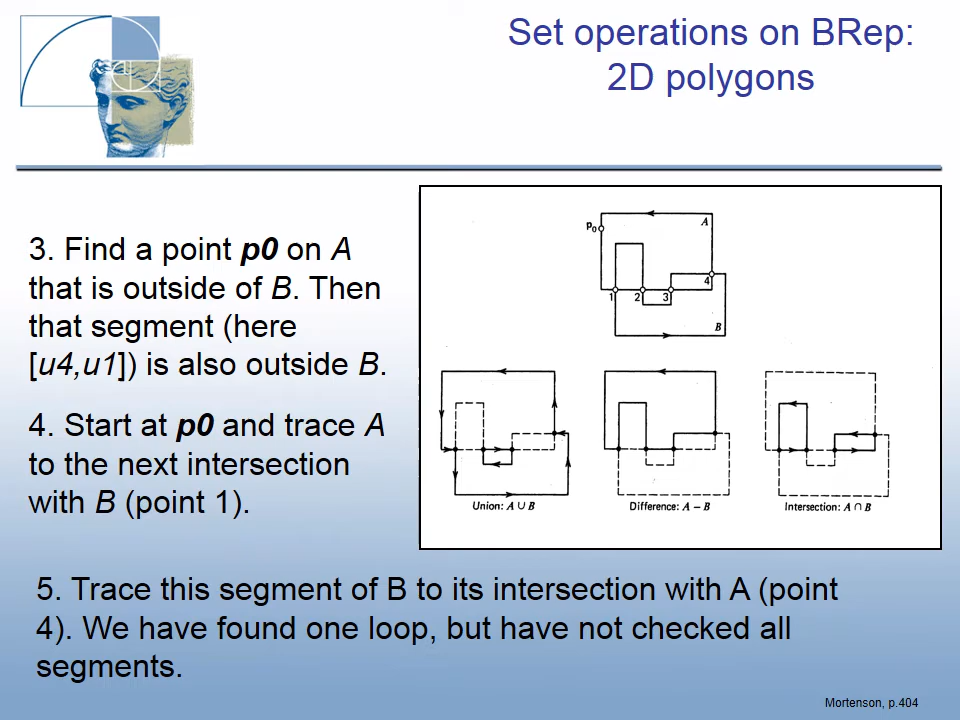 Set operations on BRep:
2D polygons
3. Find a point p0 on A
that is outside of B. Then
that segment (here
[u4,u1]) is also outside B.
4. Start at p0 and trace A
to the next intersection
with B (point 1).
p0
A
4
1
2
3
B
Union: A ∪ B
Difference: A − B
Intersection: A ∩ B
5. Trace this segment of B to its intersection with A (point
4). We have found one loop, but have not checked all
segments.
Mortenson, p.404